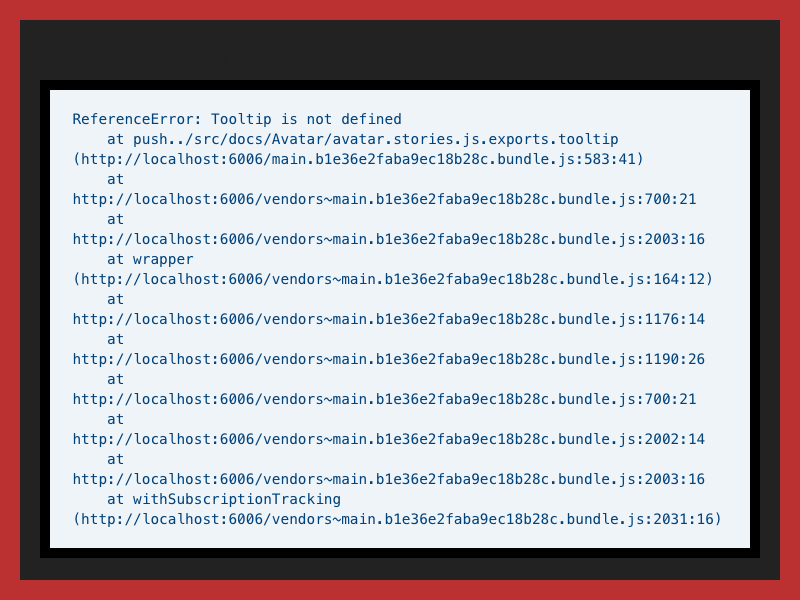 ReferenceError: Tooltip is not defined
    at push../src/docs/Avatar/avatar.stories.js.exports.tooltip
(http://localhost:6006/main.b1e36e2faba9ec18b28c.bundle.js:583:41)
    at
http://localhost:6006/vendors~main.b1e36e2faba9ec18b28c.bundle.js:700:21
    at
http://localhost:6006/vendors~main.b1e36e2faba9ec18b28c.bundle.js:2003:16
    at wrapper
(http://localhost:6006/vendors~main.b1e36e2faba9ec18b28c.bundle.js:164:12)
    at
http://localhost:6006/vendors~main.b1e36e2faba9ec18b28c.bundle.js:1176:14
    at
http://localhost:6006/vendors~main.b1e36e2faba9ec18b28c.bundle.js:1190:26
    at
http://localhost:6006/vendors~main.b1e36e2faba9ec18b28c.bundle.js:700:21
    at
http://localhost:6006/vendors~main.b1e36e2faba9ec18b28c.bundle.js:2002:14
    at
http://localhost:6006/vendors~main.b1e36e2faba9ec18b28c.bundle.js:2003:16
    at withSubscriptionTracking
(http://localhost:6006/vendors~main.b1e36e2faba9ec18b28c.bundle.js:2031:16)